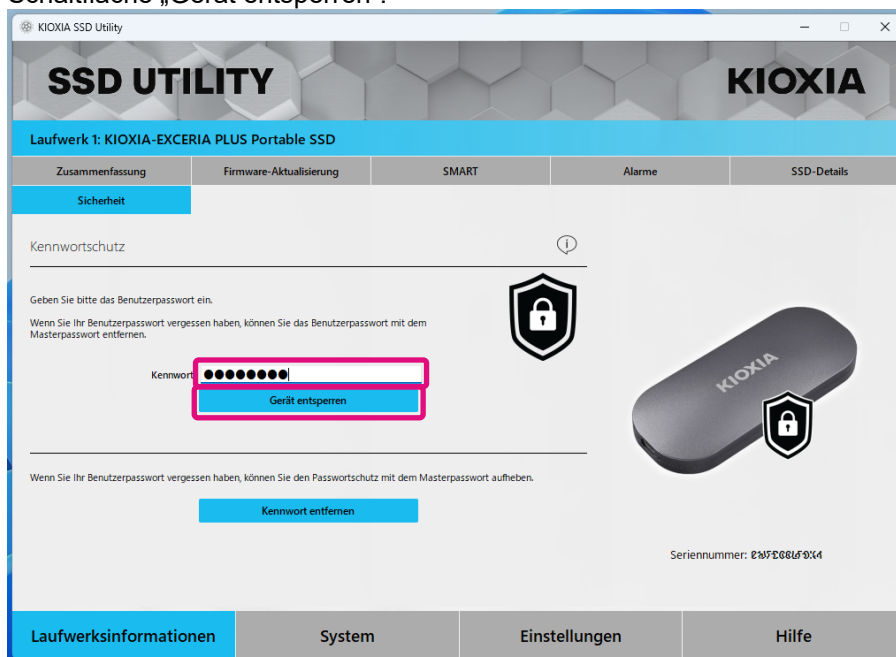 Schaltfläche „Gerät entsperren“.
KIOXIA SSD Utility
SSD UTILITY
KIOXIA
Laufwerk 1: KIOXIA-EXCERIA PLUS Portable SSD
Zusammenfassung
Firmware-Aktualisierung
SMART
Alarme
SSD-Details
Sicherheit
Kennwortschutz
Geben Sie bitte das Benutzerpasswort ein.
Wenn Sie Ihr Benutzerpasswort vergessen haben, können Sie das Benutzerpasswort mit dem
Masterpasswort entfernen.
Kennwort
Gerät entsperren
KIOXIA
Wenn Sie Ihr Benutzerpasswort vergessen haben, können Sie den Passwortschutz mit dem Masterpasswort aufheben.
Kennwort entfernen
Seriennummer:
Laufwerksinformationen
System
Einstellungen
Hilfe